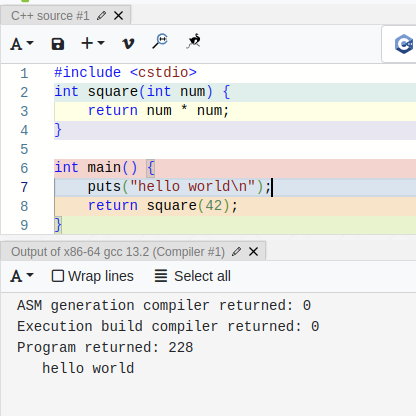 C++ source #1
A
+
1 #include <cstdio>
2 int square(int num) {
3     return num * num;
4 }
5
6 int main() {
7     puts("hello world\n");
8     return square(42);
9 }
Output of x86-64 gcc 13.2 (Compiler #1)
A Wrap lines Select all
ASM generation compiler returned: 0
Execution build compiler returned: 0
Program returned: 228
   hello world